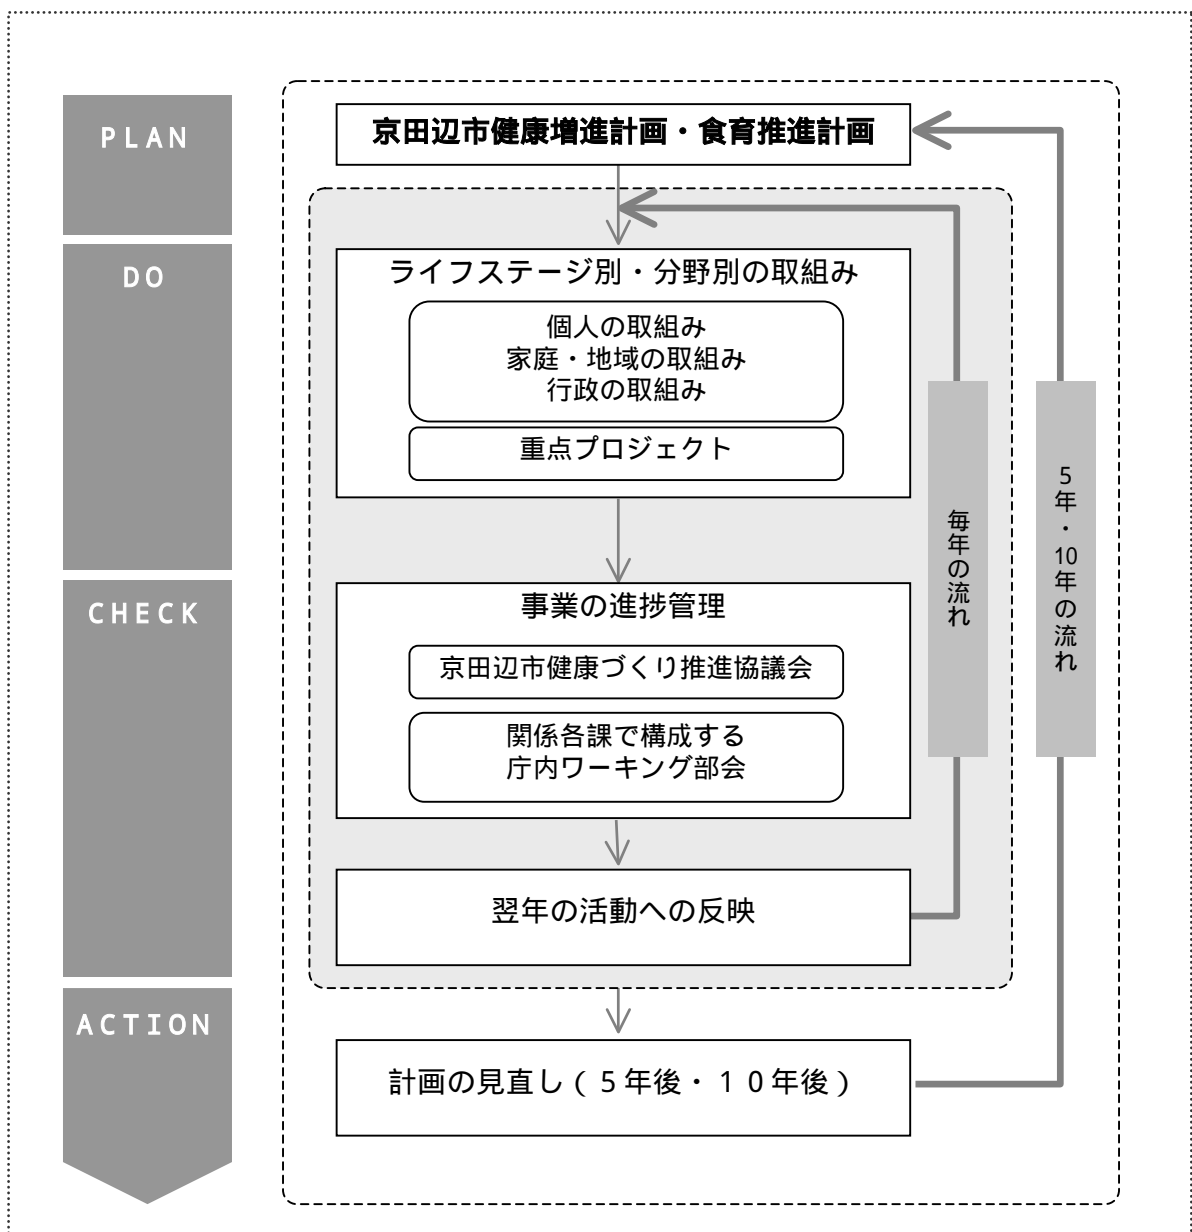 PLAN
京田辺市健康増進計画・食育推進計画
DO
ライフステージ別・分野別の取組み
個人の取組み
家庭・地域の取組み
行政の取組み
重点プロジェクト
CHECK
事業の進捗管理
京田辺市健康づくり推進協議会
関係各課で構成する
庁内ワーキング部会
翌年の活動への反映
毎年の流れ
5年・10年の流れ
ACTION
計画の見直し(5年後・10年後)